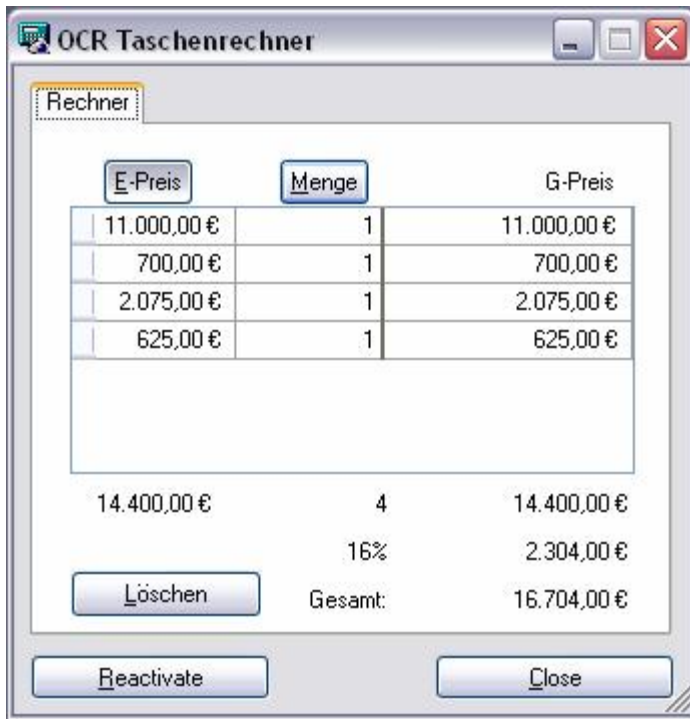 OCR Taschenrechner
Rechner
E-Preis Menge G-Preis
11.000,00 € 1 11.000,00 €
700,00 € 1 700,00 €
2.075,00 € 1 2.075,00 €
625,00 € 1 625,00 €
14.400,00 € 4 14.400,00 €
16% 2.304,00 €
Löschen Gesamt: 16.704,00 €
Reactivate Close